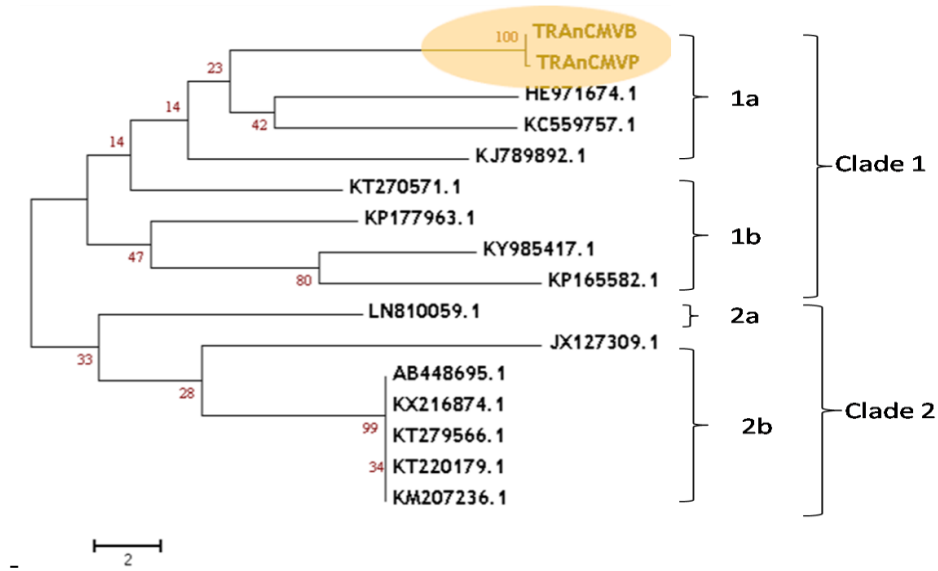 100 TRAnCMVB
TRAnCMVP
23
HE971674.1
1a
14
42
KC559757.1
14
KJ789892.1
Clade 1
KT270571.1
KP177963.1
1b
47
KY985417.1
80
KP165582.1
LN810059.1
2a
33
JX127309.1
28
AB448695.1
KX216874.1
Clade 2
99
KT279566.1
2b
34
KT220179.1
KM207236.1
2